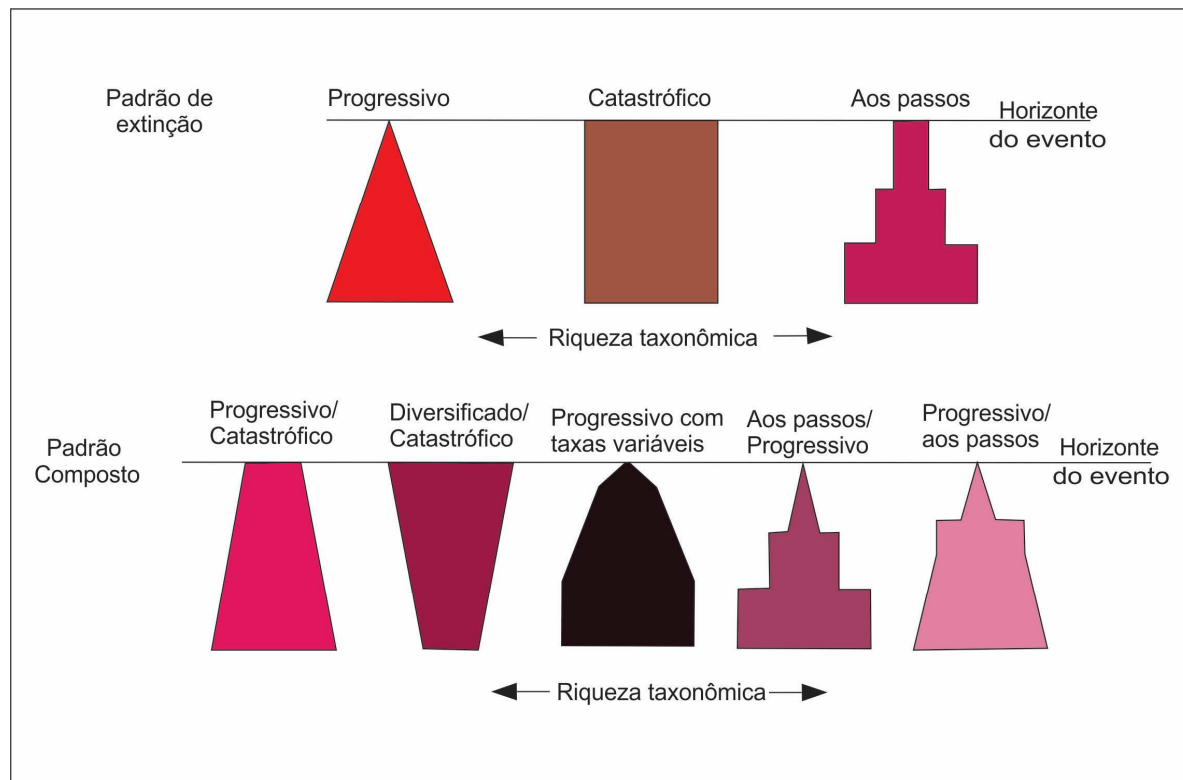 Padrão de
extinção
Progressivo
Catastrófico
Aos passos
Horizonte
do evento
Riqueza taxonômica
Padrão
Composto
Progressivo/
Catastrófico
Diversificado/
Catastrófico
Progressivo com
taxas variáveis
Aos passos/
Progressivo
Progressivo/
aos passos
Horizonte
do evento
Riqueza taxonômica